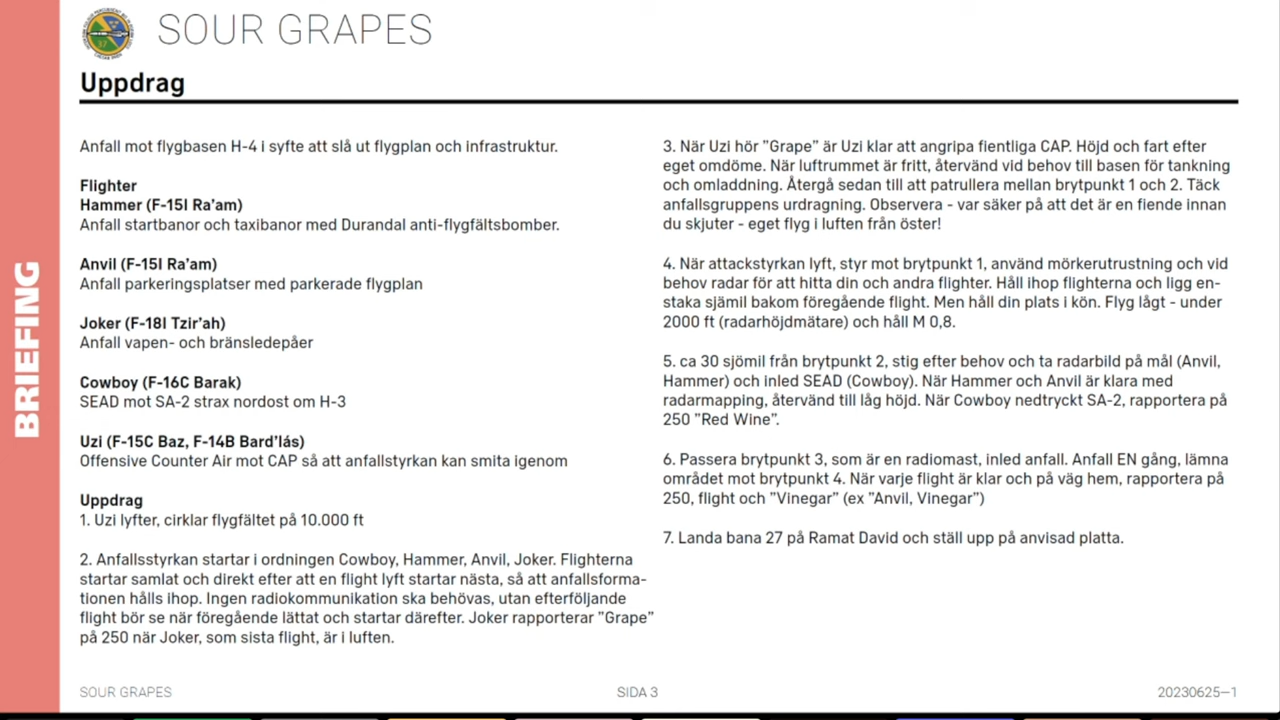 SOUR GRAPES
Uppdrag
BRIEFING
Anfall mot flygbasen H-4 i syfte att slå ut flygplan och infrastruktur.
Flighter
Hammer (F-15I Ra’am)
Anfall startbanor och taxibanor med Durandal anti-flygfältsbomber.
Anvil (F-15I Ra’am)
Anfall parkeringsplatser med parkerade flygplan
Joker (F-18I Tzir’ah)
Anfall vapen- och bränsledepåer
Cowboy (F-16C Barak)
SEAD mot SA-2 strax nordost om H-3
Uzi (F-15C Baz, F-14B Bard’lás)
Offensive Counter Air mot CAP så att anfallstyrkan kan smita igenom
Uppdrag
1. Uzi lyfter, cirklar flygfältet på 10.000 ft
2. Anfallsstyrkan startar i ordningen Cowboy, Hammer, Anvil, Joker. Flighterna
startar samlat och direkt efter att en flight lyft startar nästa, så att anfallsforma-
tionen hålls ihop. Ingen radiokommunikation ska behövas, utan efterföljande
flight bör se när föregående lättat och startar därefter. Joker rapporterar ”Grape”
på 250 när Joker, som sista flight, är i luften.
3. När Uzi hör ”Grape” är Uzi klar att angripa fientliga CAP. Höjd och fart efter
eget omdöme. När luftrummet är fritt, återvänd vid behov till basen för tankning
och omladdning. Återgå sedan till att patrullera mellan brytpunkt 1 och 2. Täck
anfallsgruppens urdragning. Observera - var säker på att det är en fiende innan
du skjuter - eget flyg i luften från öster!
4. När attackstyrkan lyft, styr mot brytpunkt 1, använd mörkerutrustning och vid
behov radar för att hitta din och andra flighter. Håll ihop flighterna och ligg en-
staka sjämil bakom föregående flight. Men håll din plats i kön. Flyg lågt - under
2000 ft (radarhöjdmätare) och håll M 0,8.
5. ca 30 sjömil från brytpunkt 2, stig efter behov och ta radarbild på mål (Anvil,
Hammer) och inled SEAD (Cowboy). När Hammer och Anvil är klara med
radarmapping, återvänd till låg höjd. När Cowboy nedtryckt SA-2, rapportera på
250 ”Red Wine”.
6. Passera brytpunkt 3, som är en radiomast, inled anfall. Anfall EN gång, lämna
området mot brytpunkt 4. När varje flight är klar och på väg hem, rapportera på
250, flight och ”Vinegar” (ex ”Anvil, Vinegar”)
7. Landa bana 27 på Ramat David och ställ upp på anvisad platta.
SOUR GRAPES
SIDA 3
20230625—1